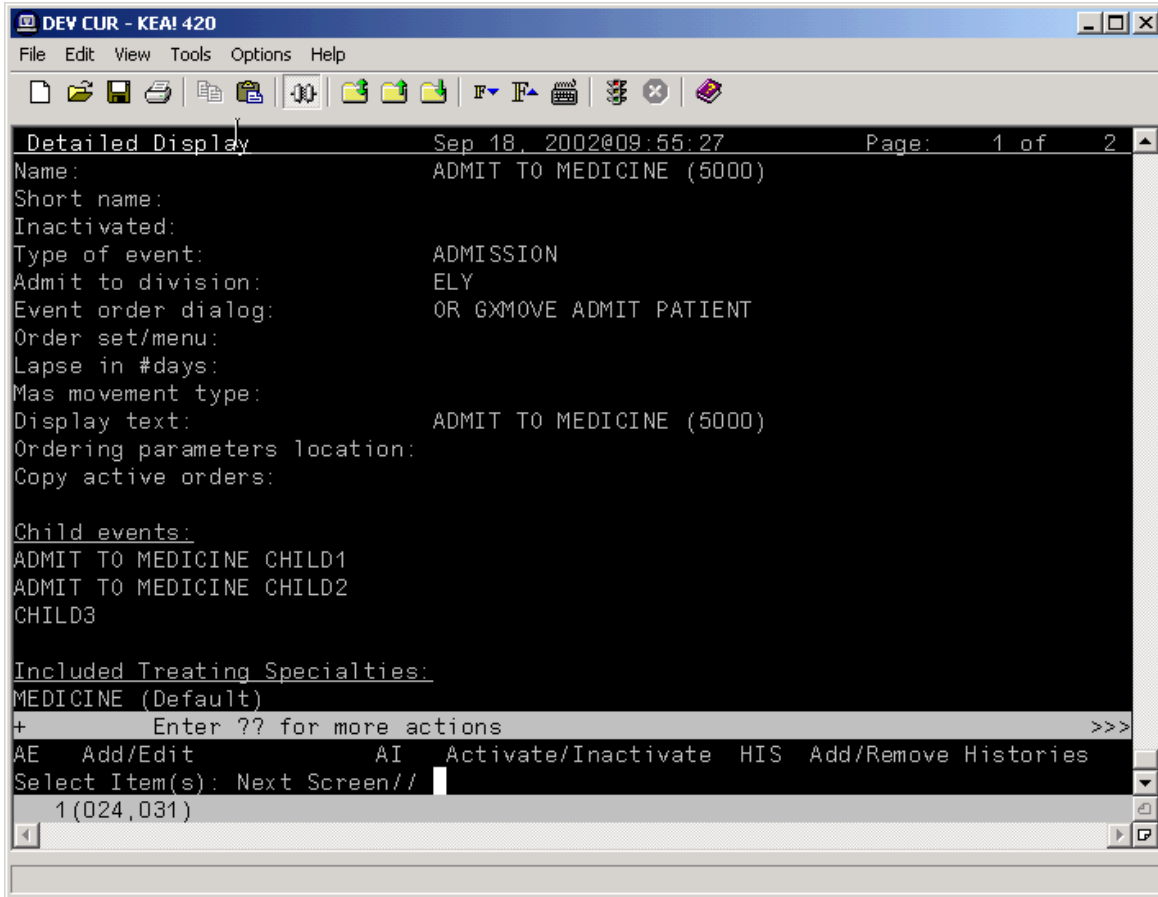 DEV CUR - KEA! 420
File Edit View Tools Options Help
Detailed Display Sep 18, 2002@09:55:27 Page: 1 of 2
Name: ADMIT TO MEDICINE (5000)
Short name:
Inactivated:
Type of event: ADMISSION
Admit to division: ELY
Event order dialog: OR GXMOVE ADMIT PATIENT
Order set/menu:
Lapse in #days:
Mas movement type:
Display text: ADMIT TO MEDICINE (5000)
Ordering parameters location:
Copy active orders:
Child events:
ADMIT TO MEDICINE CHILD1
ADMIT TO MEDICINE CHILD2
CHILD3
Included Treating Specialties:
MEDICINE (Default)
+ Enter ?? for more actions >>>
AE Add/Edit AI Activate/Inactivate HIS Add/Remove Histories
Select Item(s): Next Screen//
1(024,031)